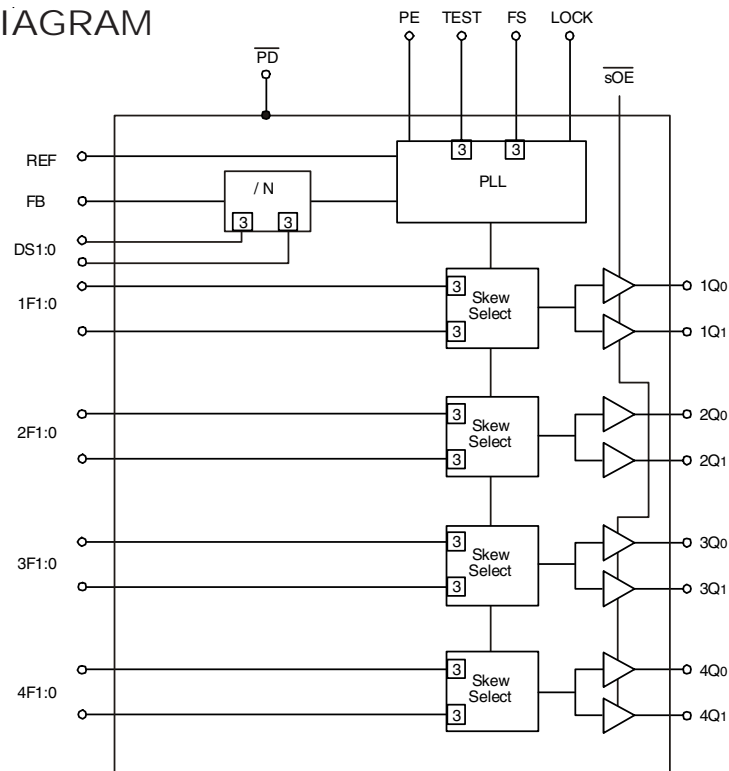 IAGRAM
PE TEST FS LOCK
PD
sOE
REF
3 3
PLL
/ N
FB
3 3
DS1:0
1F1:0
3
Skew
Select
3
1Q0
1Q1
2F1:0
3
Skew
Select
3
2Q0
2Q1
3F1:0
3
Skew
Select
3
3Q0
3Q1
4F1:0
3
Skew
Select
3
4Q0
4Q1